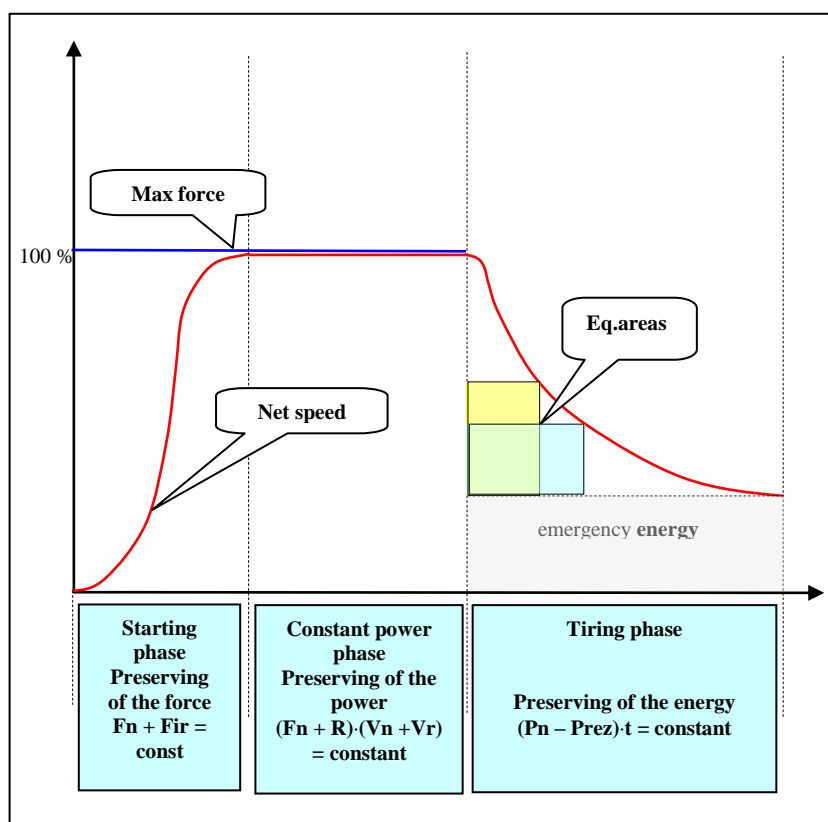 Max force
100 %
Eq.areas
Net speed
emergency energy
Starting
phase
Preserving
of the force
Fn + Fir =
const
Constant power
phase
Preserving of the
power
(Fn + R)·(Vn +Vr)
= constant
Tiring phase
Preserving of the energy
(Pn – Prez)·t = constant